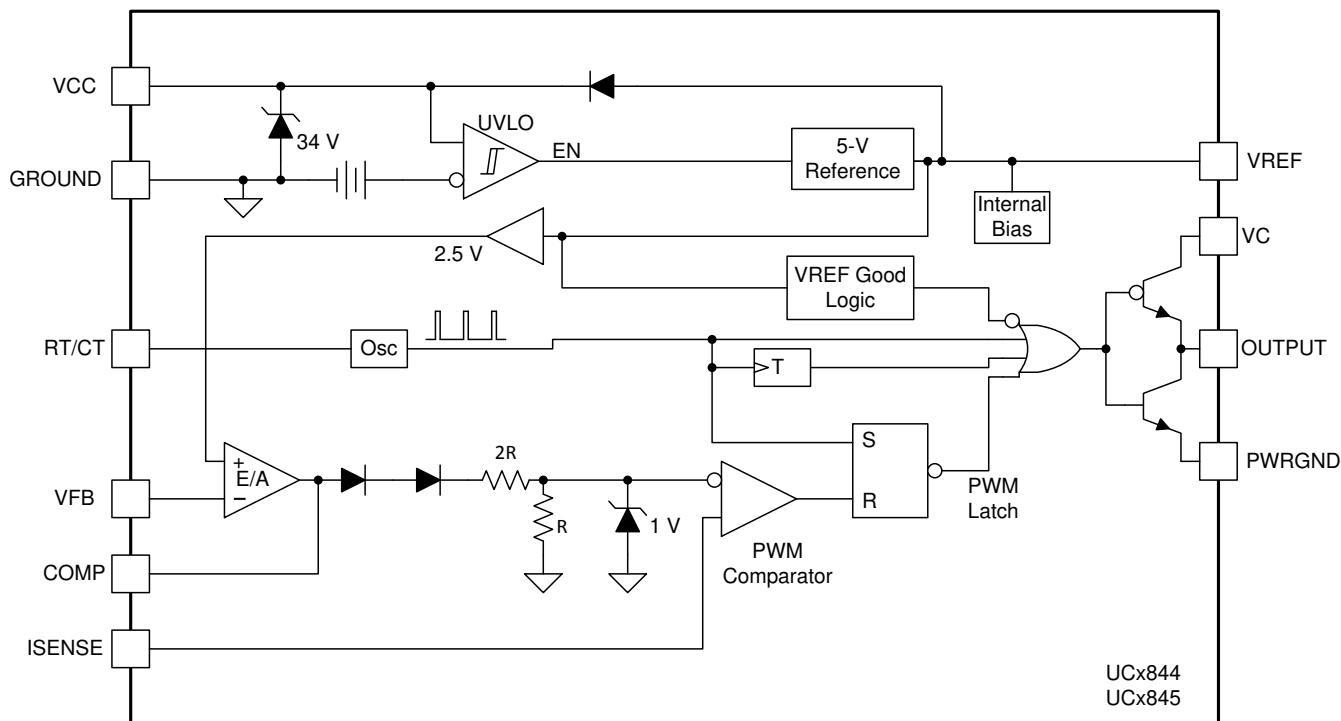 VCC
UVLO
34 V
EN
5-V
Reference
GROUND
VREF
Internal
Bias
VC
2.5 V
VREF Good
Logic
RT/CT
Osc
T
OUTPUT
S
R
PWM
Latch
PWRGND
+
E/A
−
2R
R
1 V
VFB
PWM
Comparator
COMP
ISENSE
UCx844
UCx845